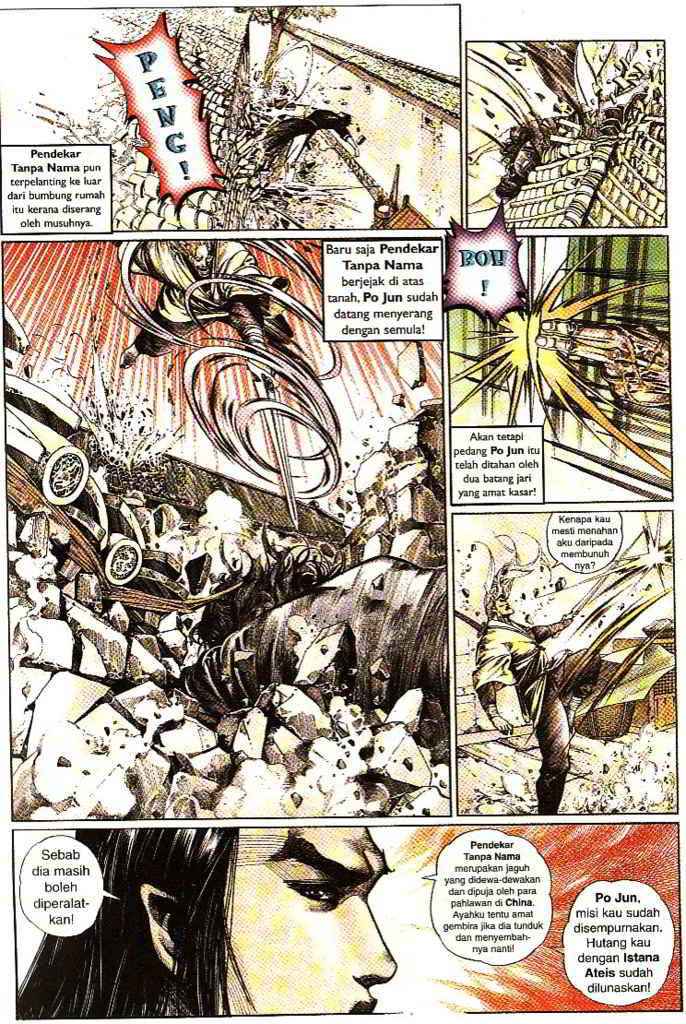 PENG!
Pendekar
Tanpa Nama pun
terpelanting ke luar
dari bumbung rumah
itu kerana diserang
oleh musuhnya.
Baru saja Pendekar
Tanpa Nama
berjejak di atas
tanah, Po Jun sudah
datang menyerang
dengan semula!
BOH
!
Akan tetapi
pedang Po Jun itu
telah ditahan oleh
dua batang jari
yang amat kasar!
Kenapa kau
mesti menahan
aku daripada
membunuh
nya?
Sebab
dia masih
boleh
diperalat-
kan!
Pendekar
Tanpa Nama
merupakan jaguh
yang didewa-dewakan
dan dipuja oleh para
pahlawan di China.
Ayahku tentu amat
gembira jika dia tunduk
dan menyembah-
nya nanti!
Po Jun,
misi kau sudah
disempurnakan.
Hutang kau
dengan Istana
Ateis sudah
dilunaskan!